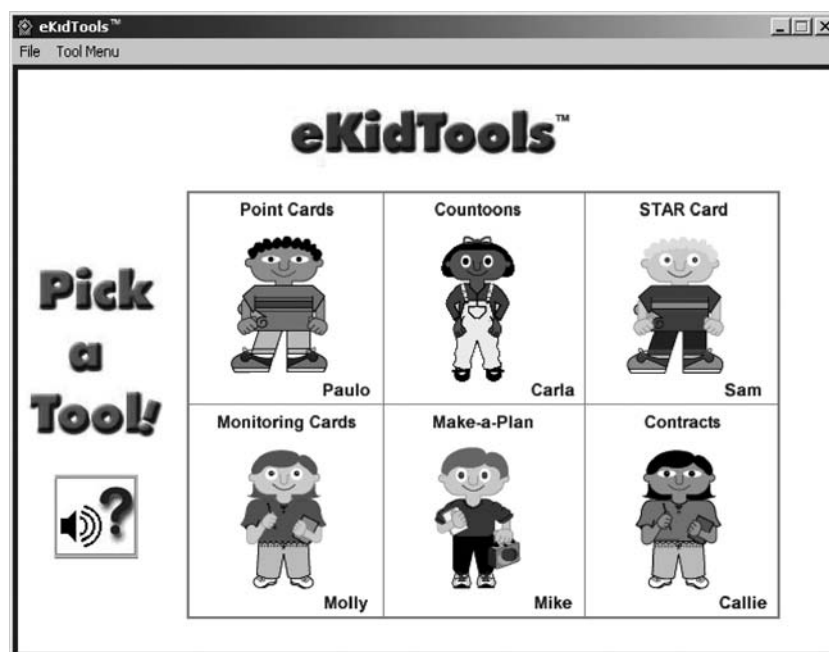 eKidTools™
File Tool Menu
eKidTools™
Pick
a
Tool!
?
Point Cards
Paulo
Countoons
Carla
STAR Card
Sam
Monitoring Cards
Molly
Make-a-Plan
Mike
Contracts
Callie